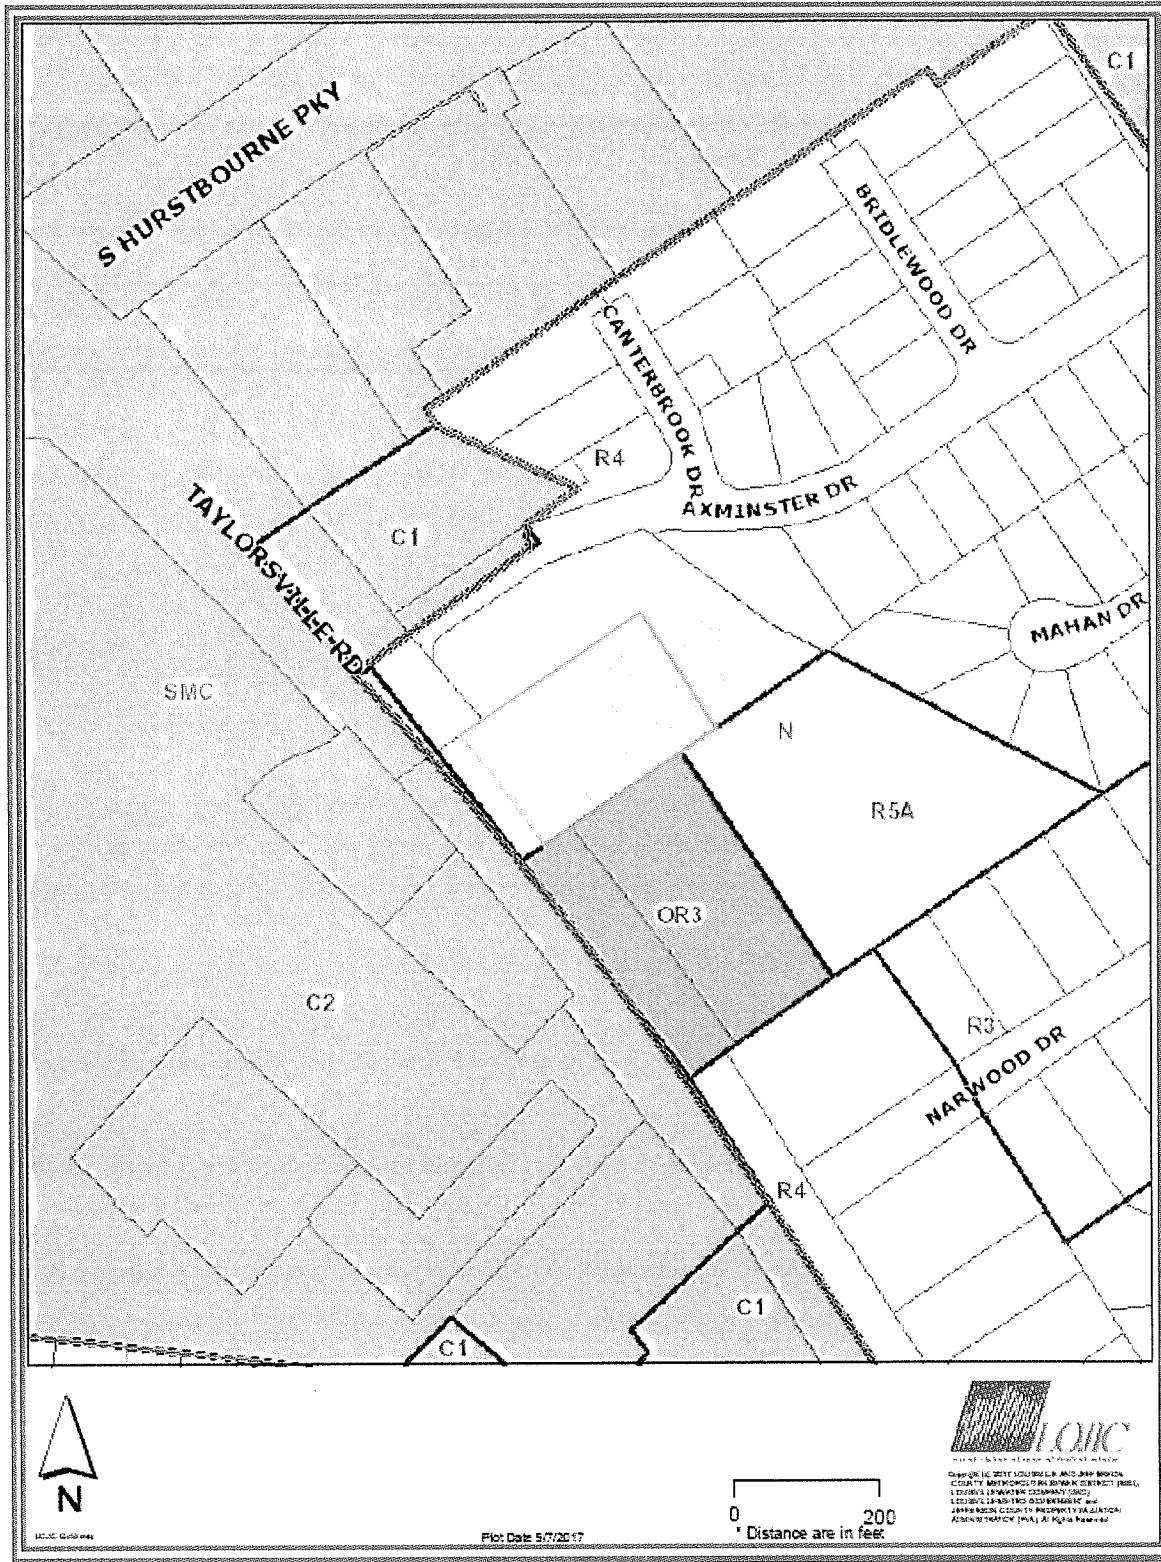 C1
S HURSTBOURNE PKY
BRIDLEWOOD DR
CANTERBROOK DR
R4
AXMINSTER DR
TAYLORSVILLE RD
C1
MAHAN DR
SMC
N
R5A
OR3
C2
R3
NARWOOD DR
R4
C1
C1
N
LOJIC
0 200
* Distance are in feet
Plot Date 5/7/2017